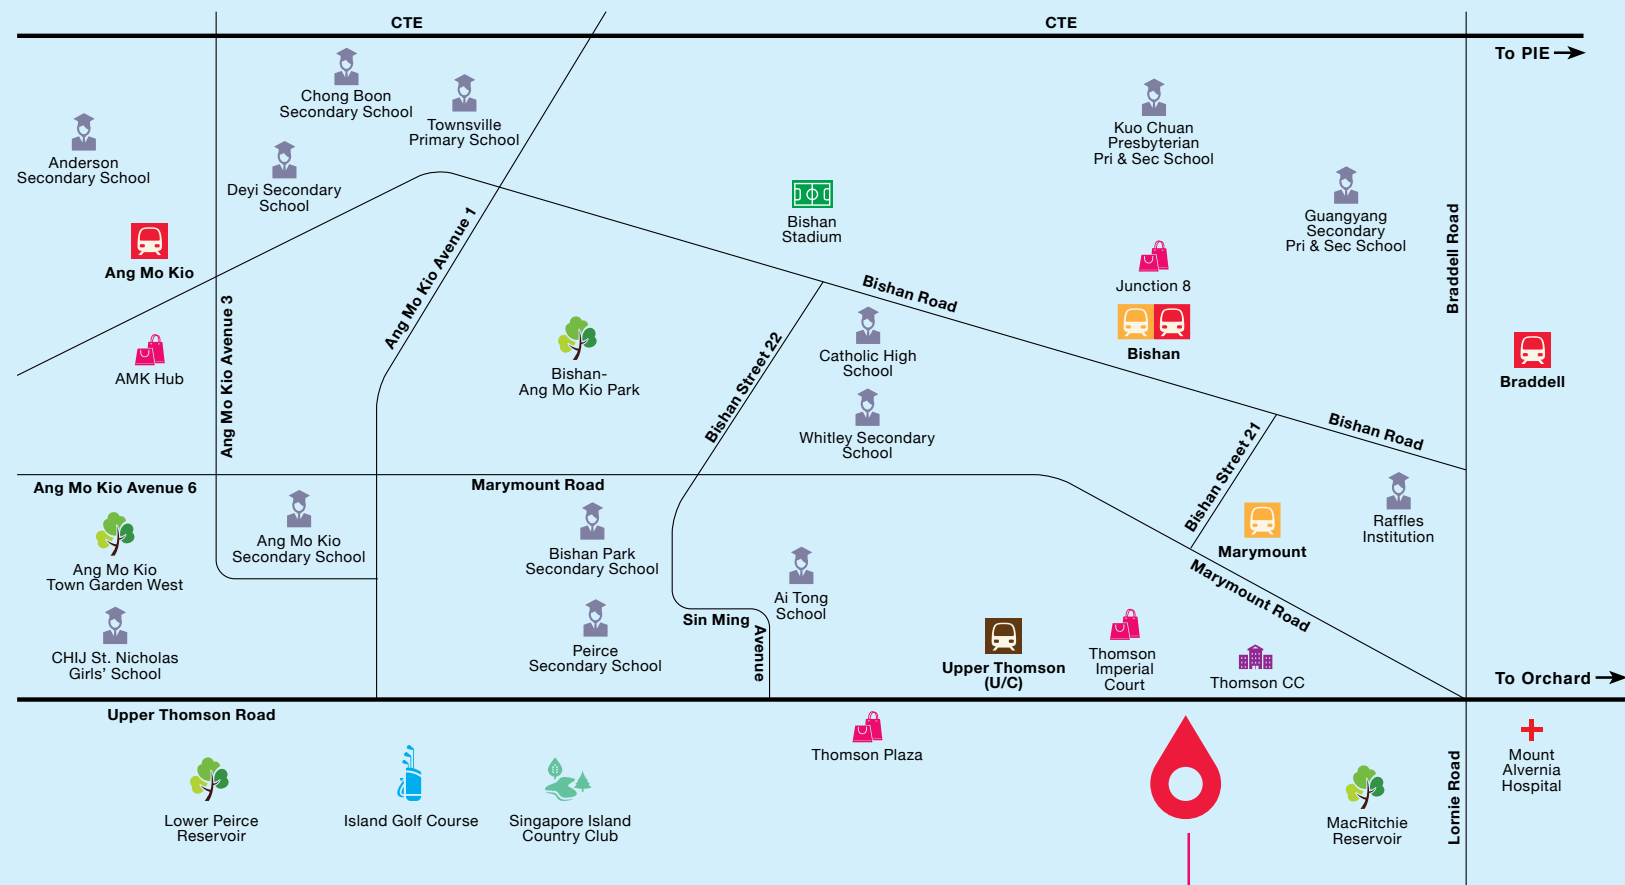 CTE
CTE
To PIE
Chong Boon
Secondary School
Townsville
Primary School
Kuo Chuan
Presbyterian
Pri & Sec School
Anderson
Secondary School
Deyi Secondary
School
Bishan
Stadium
Guangyang
Secondary
Pri & Sec School
Ang Mo Kio
Junction 8
Bishan
Braddell Road
Braddell
AMK Hub
Ang Mo Kio Avenue 3
Ang Mo Kio Avenue 1
Bishan-
Ang Mo Kio Park
Bishan Street 22
Bishan Road
Catholic High
School
Whitley Secondary
School
Bishan Road
Bishan Street 21
Ang Mo Kio Avenue 6
Marymount Road
Ang Mo Kio
Secondary School
Bishan Park
Secondary School
Marymount
Raffles
Institution
Ang Mo Kio
Town Garden West
Ai Tong
School
Marymount Road
Sin Ming
Avenue
CHIJ St. Nicholas
Girls’ School
Peirce
Secondary School
Upper Thomson
(U/C)
Thomson
Imperial
Court
Thomson CC
To Orchard
Upper Thomson Road
Thomson Plaza
Mount
Alvernia
Hospital
Lower Peirce
Reservoir
Island Golf Course
Singapore Island
Country Club
MacRitchie
Reservoir
Lornie Road